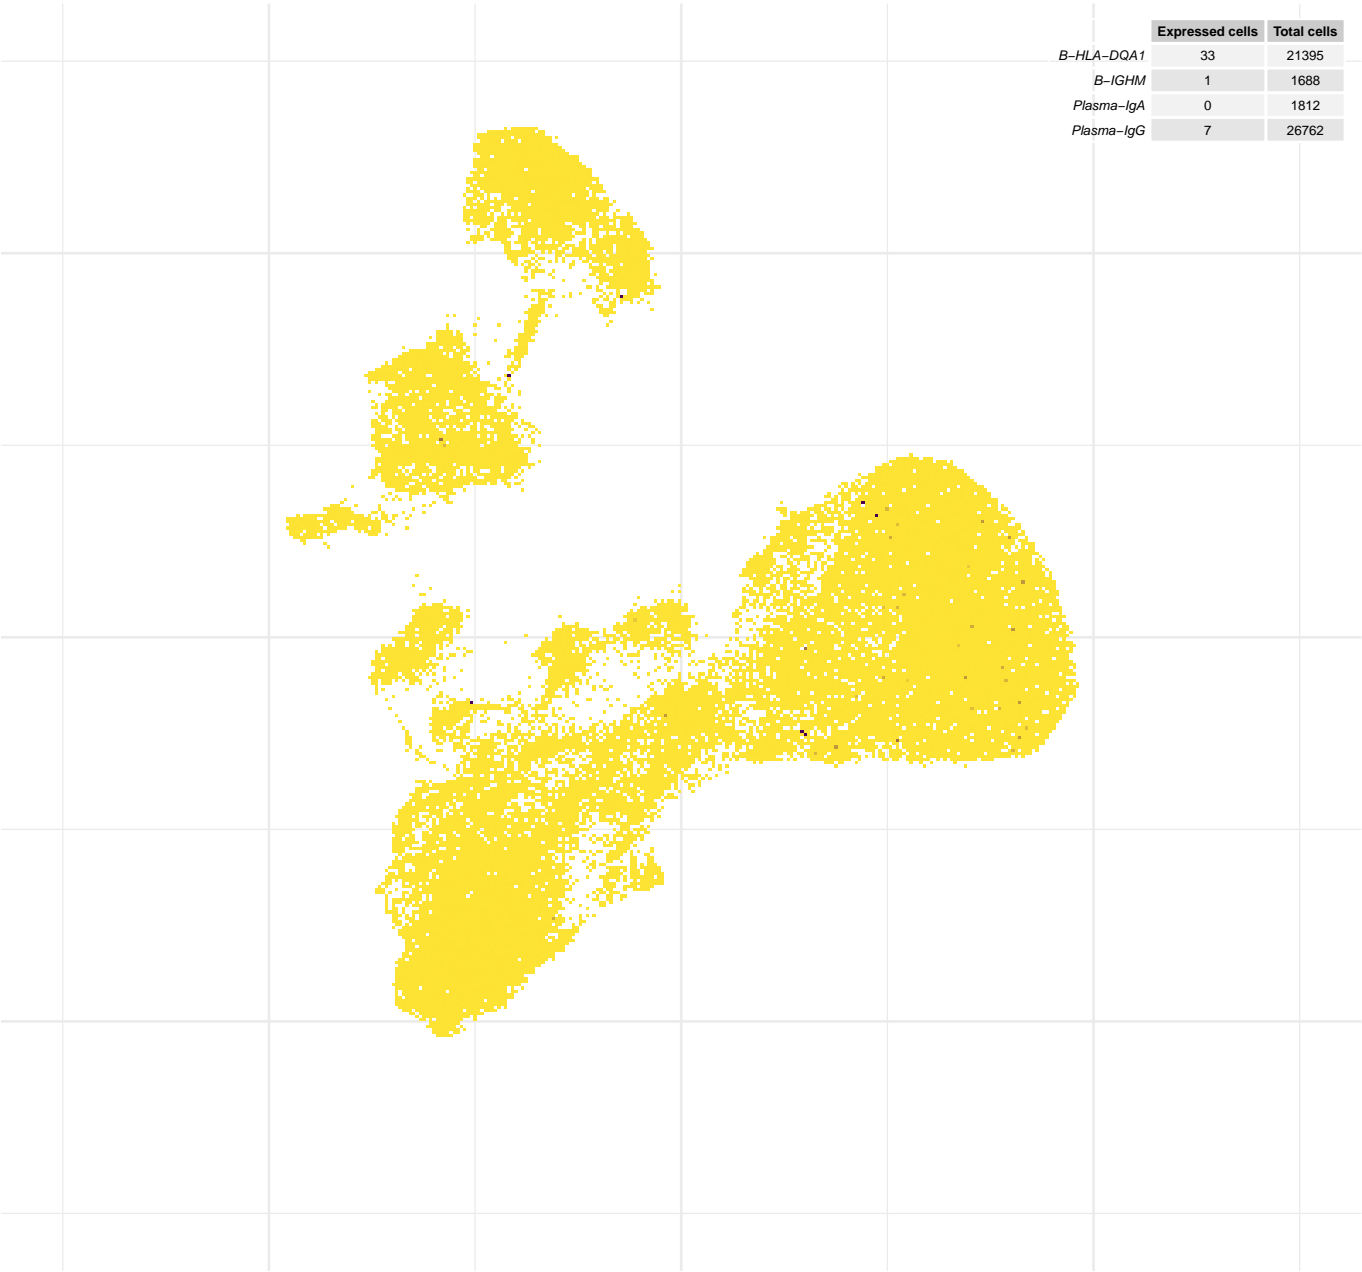 Expressed cells Total cells
B−HLA−DQA1 33 21395
B−IGHM 1 1688
Plasma−IgA 0 1812
Plasma−IgG 7 26762